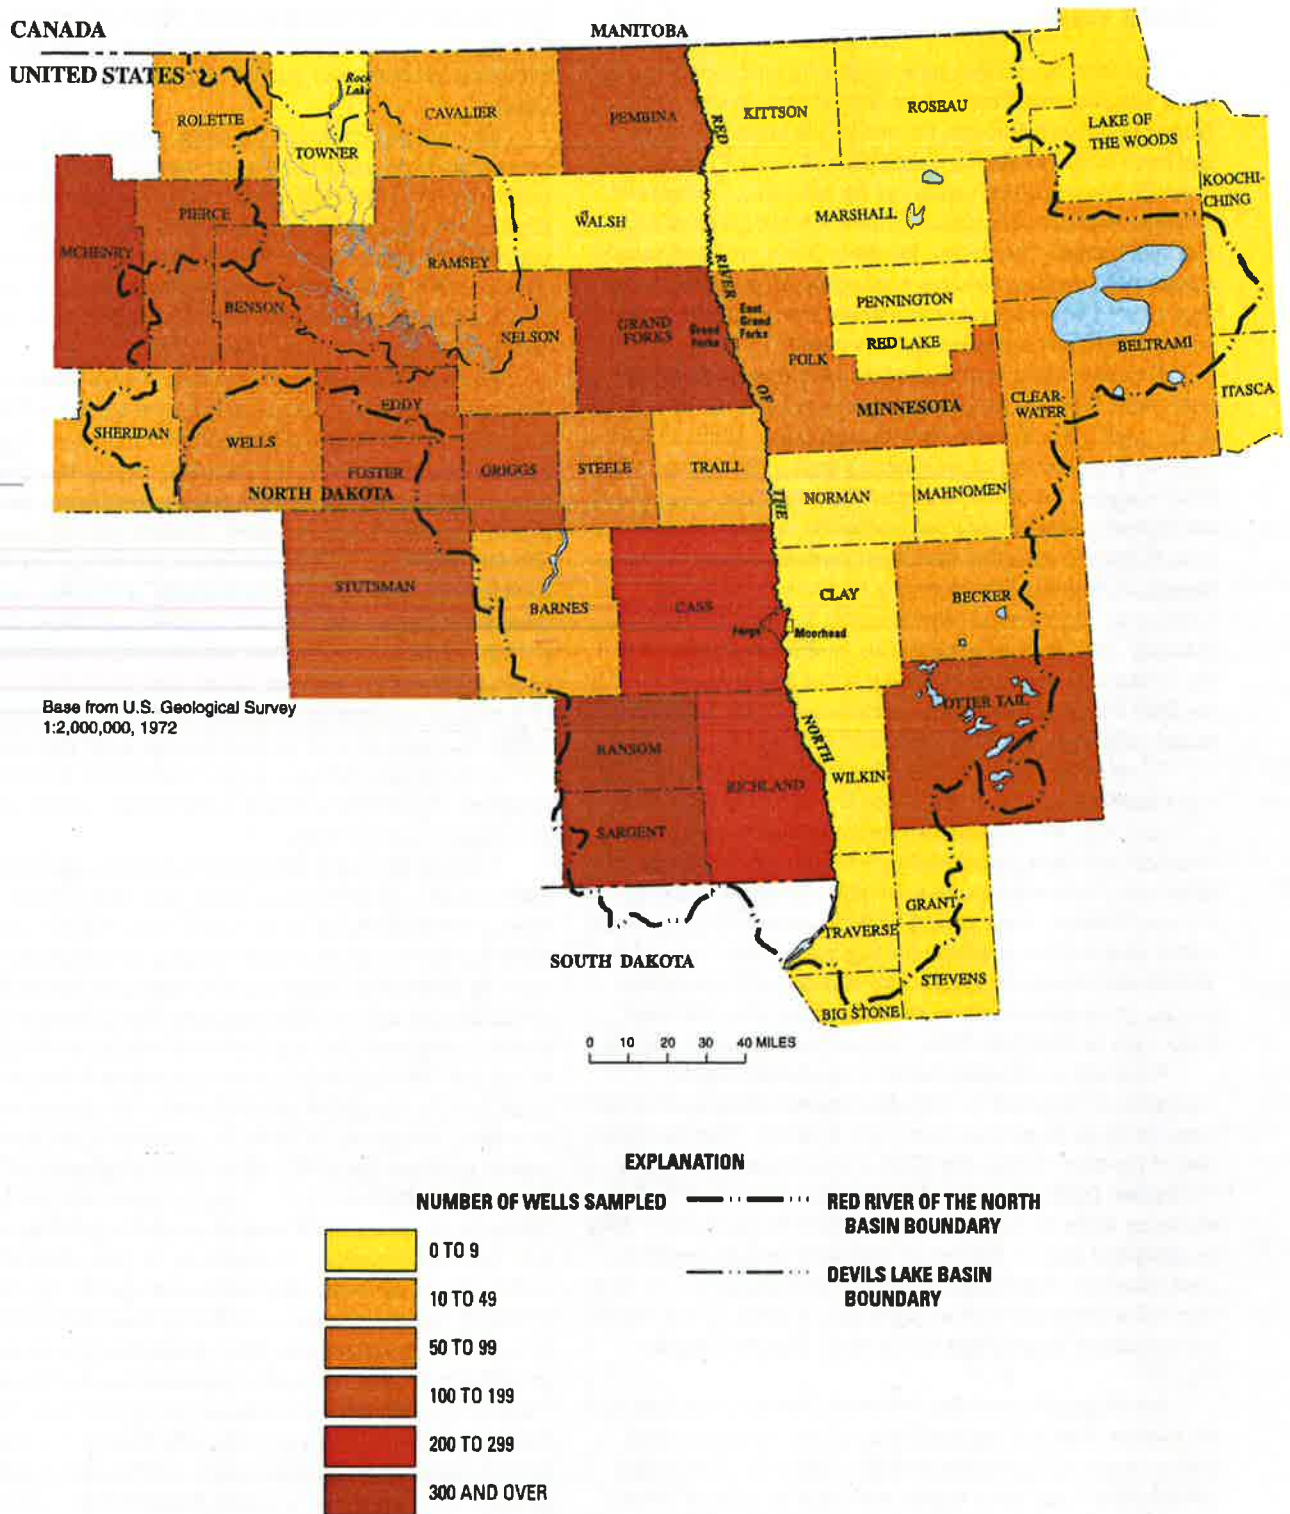 CANADA
MANITOBA
UNITED STATES
Rock
Lake
ROLETTE
CAVALIER
PEMBINA
RED
KITTSON
ROSEAU
LAKE OF
THE WOODS
TOWNER
KOOCHI-
CHING
PIERCE
WALSH
MARSHALL
MCHENRY
RAMSEY
RIVER
BENSON
PENNINGTON
East
Grand
Forks
GRAND
FORKS
Grand
Forks
NELSON
RED LAKE
BELTRAMI
POLK
OF
ITASCA
EDDY
MINNESOTA
CLEAR-
WATER
SHERIDAN
WELLS
FOSTER
GRIGGS
STEELE
TRAILL
NORTH DAKOTA
THE
NORMAN
MAHNOMEN
STUTSMAN
BARNES
CASS
CLAY
BECKER
Fargo
Moorhead
Base from U.S. Geological Survey
1:2,000,000, 1972
OTTER TAIL
RANSOM
NORTH
RICHLAND
WILKIN
SARGENT
GRANT
TRAVERSE
SOUTH DAKOTA
STEVENS
BIG STONE
0 10 20 30 40 MILES
EXPLANATION
NUMBER OF WELLS SAMPLED
RED RIVER OF THE NORTH
BASIN BOUNDARY
0 TO 9
DEVILS LAKE BASIN
BOUNDARY
10 TO 49
50 TO 99
100 TO 199
200 TO 299
300 AND OVER